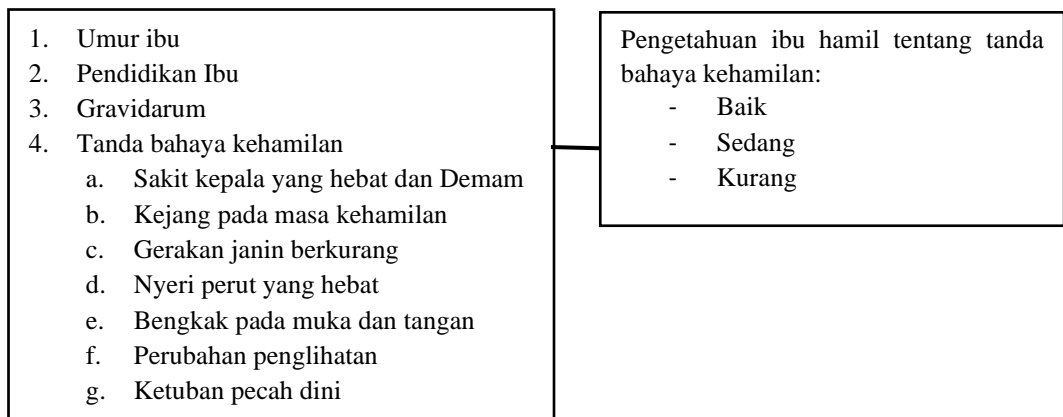 1. Umur ibu
2. Pendidikan Ibu
3. Gravidarum
4. Tanda bahaya kehamilan
a. Sakit kepala yang hebat dan Demam
b. Kejang pada masa kehamilan
c. Gerakan janin berkurang
d. Nyeri perut yang hebat
e. Bengkak pada muka dan tangan
f. Perubahan penglihatan
g. Ketuban pecah dini
Pengetahuan ibu hamil tentang tanda
bahaya kehamilan:
- Baik
- Sedang
- Kurang